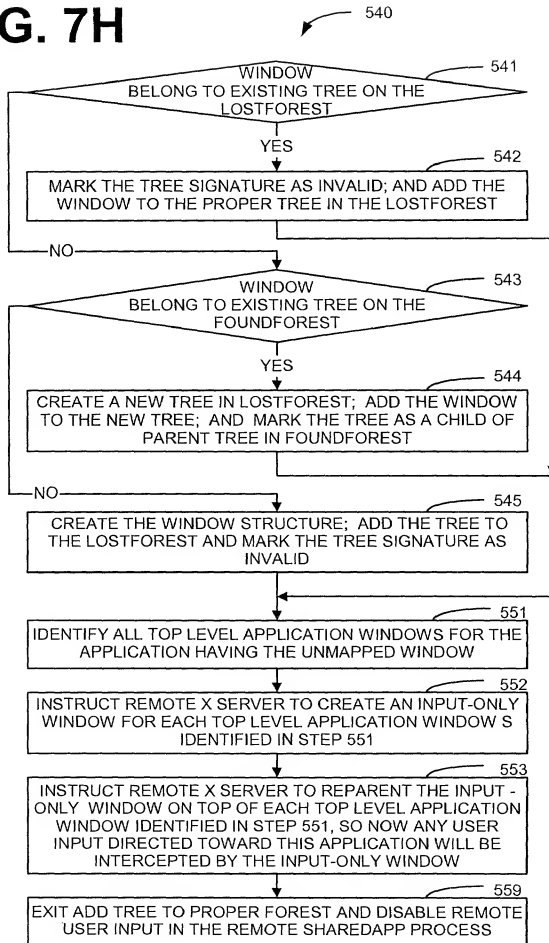 G. 7H
540
541
WINDOW
BELONG TO EXISTING TREE ON THE
LOSTFOREST
YES
542
MARK THE TREE SIGNATURE AS INVALID; AND ADD THE
WINDOW TO THE PROPER TREE IN THE LOSTFOREST
NO
543
WINDOW
BELONG TO EXISTING TREE ON THE
FOUNDFOREST
YES
544
CREATE A NEW TREE IN LOSTFOREST; ADD THE WINDOW
TO THE NEW TREE; AND MARK THE TREE AS A CHILD OF
PARENT TREE IN FOUNDFOREST
NO
545
CREATE THE WINDOW STRUCTURE; ADD THE TREE TO
THE LOSTFOREST AND MARK THE TREE SIGNATURE AS
INVALID
551
IDENTIFY ALL TOP LEVEL APPLICATION WINDOWS FOR THE
APPLICATION HAVING THE UNMAPPED WINDOW
552
INSTRUCT REMOTE X SERVER TO CREATE AN INPUT-ONLY
WINDOW FOR EACH TOP LEVEL APPLICATION WINDOW S
IDENTIFIED IN STEP 551
553
INSTRUCT REMOTE X SERVER TO REPARENT THE INPUT -
ONLY WINDOW ON TOP OF EACH TOP LEVEL APPLICATION
WINDOW IDENTIFIED IN STEP 551, SO NOW ANY USER
INPUT DIRECTED TOWARD THIS APPLICATION WILL BE
INTERCEPTED BY THE INPUT-ONLY WINDOW
559
EXIT ADD TREE TO PROPER FOREST AND DISABLE REMOTE
USER INPUT IN THE REMOTE SHAREDAPP PROCESS